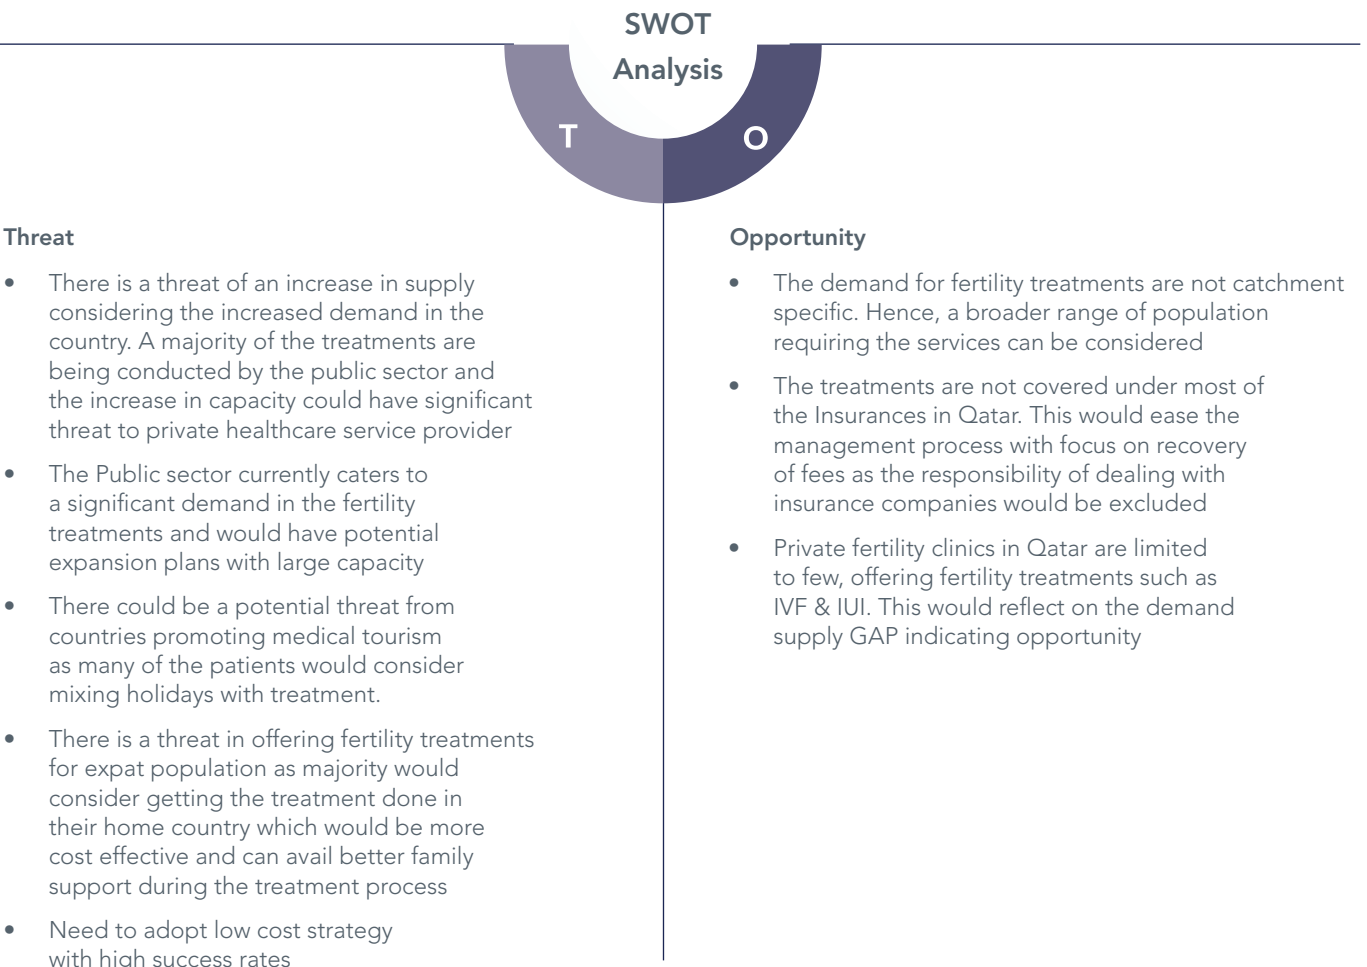 SWOT
Analysis
T
O
Threat
• There is a threat of an increase in supply
considering the increased demand in the
country. A majority of the treatments are
being conducted by the public sector and
the increase in capacity could have significant
threat to private healthcare service provider
• The Public sector currently caters to
a significant demand in the fertility
treatments and would have potential
expansion plans with large capacity
• There could be a potential threat from
countries promoting medical tourism
as many of the patients would consider
mixing holidays with treatment.
• There is a threat in offering fertility treatments
for expat population as majority would
consider getting the treatment done in
their home country which would be more
cost effective and can avail better family
support during the treatment process
• Need to adopt low cost strategy
with high success rates
Opportunity
• The demand for fertility treatments are not catchment
specific. Hence, a broader range of population
requiring the services can be considered
• The treatments are not covered under most of
the Insurances in Qatar. This would ease the
management process with focus on recovery
of fees as the responsibility of dealing with
insurance companies would be excluded
• Private fertility clinics in Qatar are limited
to few, offering fertility treatments such as
IVF & IUI. This would reflect on the demand
supply GAP indicating opportunity